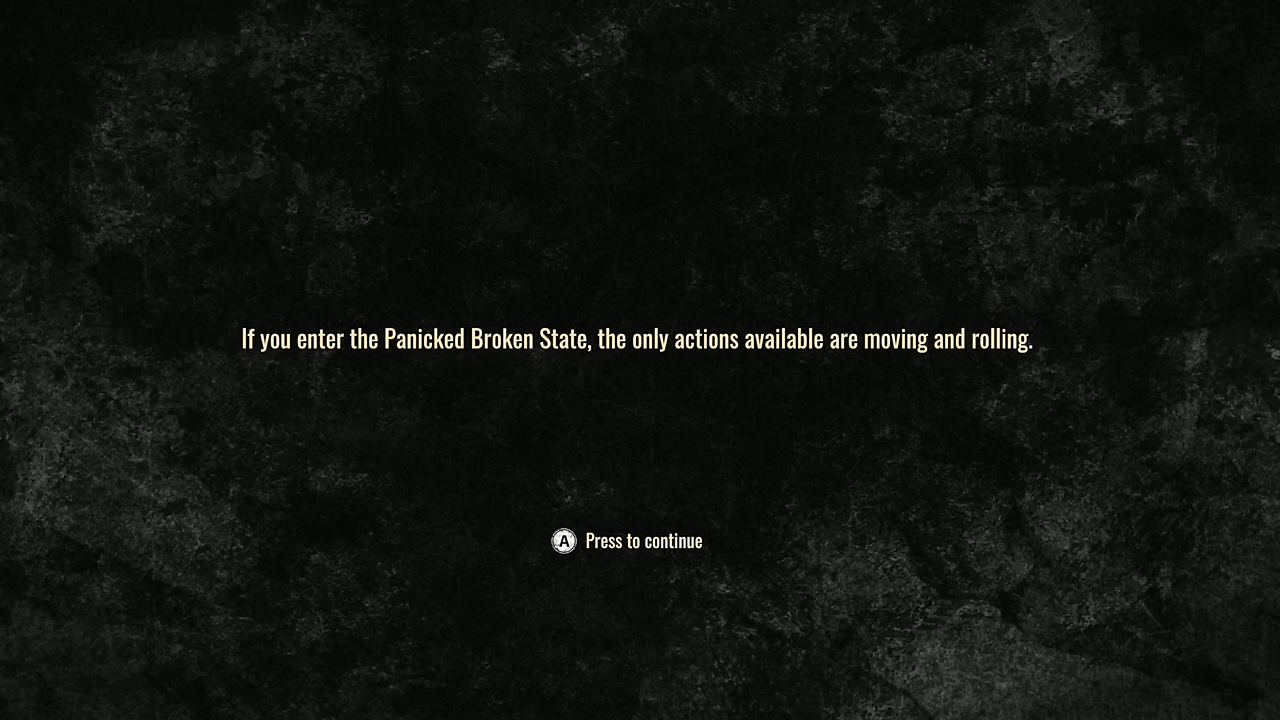 If you enter the Panicked Broken State, the only actions available are moving and rolling.
A Press to continue